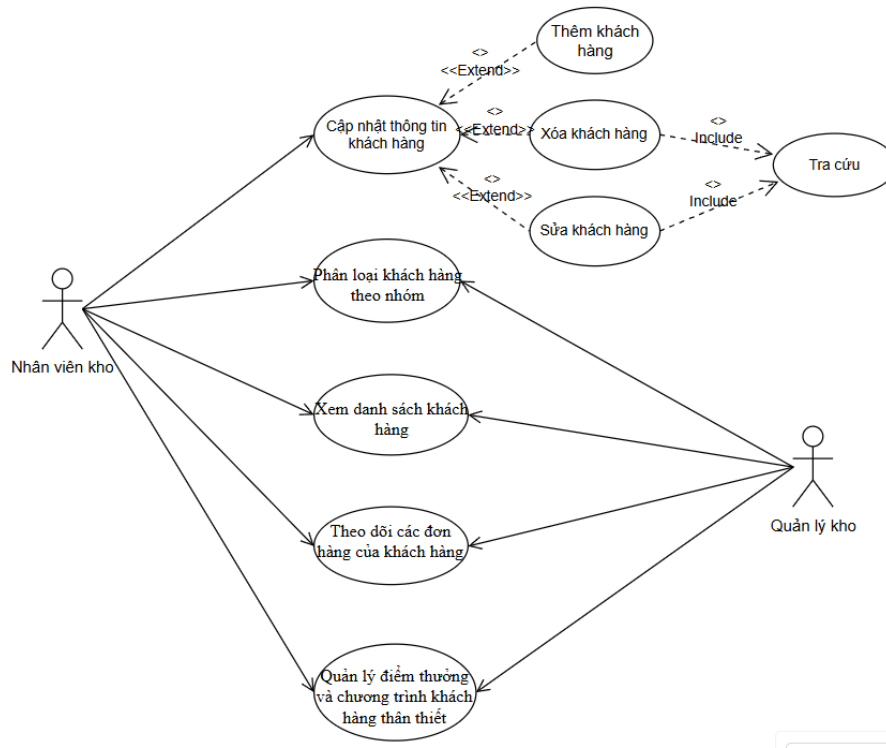 Thêm khách
hàng
<>
<<Extend>>
Cập nhật thông tin
khách hàng
<>
<<Extend>>
Xóa khách hàng
<>
Include
Tra cứu
<>
<<Extend>>
Sửa khách hàng
<>
Include
Phân loại khách hàng
theo nhóm
Nhân viên kho
Xem danh sách khách
hàng
Quản lý kho
Theo dõi các đơn
hàng của khách hàng
Quản lý điểm thưởng
và chương trình khách
hàng thân thiết